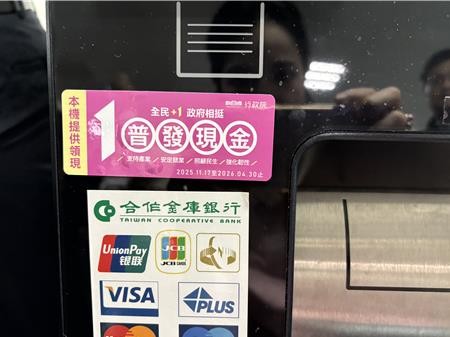 本機提供領現
行政院
全民+1 政府相挺
1
普發現金
支持產業/安定就業/照顧民生/強化韌性
2025.11.17至2026.04.30止
合作金庫銀行
TAIWAN COOPERATIVE BANK
UnionPay
银联
JCB
CARDS
VISA
PLUS